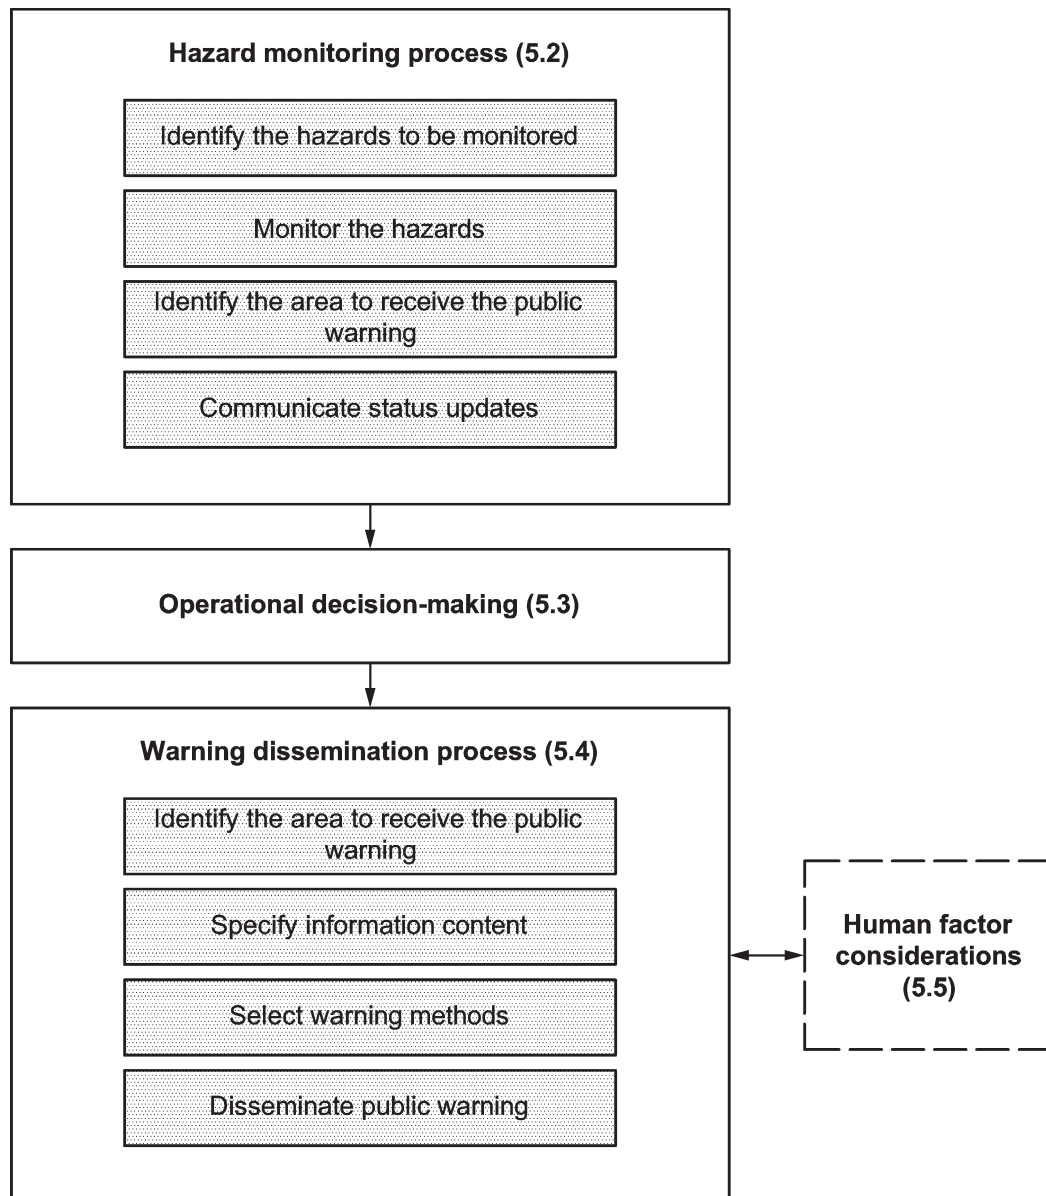 Hazard monitoring process (5.2)
Identify the hazards to be monitored
Monitor the hazards
Identify the area to receive the public
warning
Communicate status updates
Operational decision-making (5.3)
Warning dissemination process (5.4)
Identify the area to receive the public
warning
Specify information content
Select warning methods
Disseminate public warning
Human factor
considerations
(5.5)